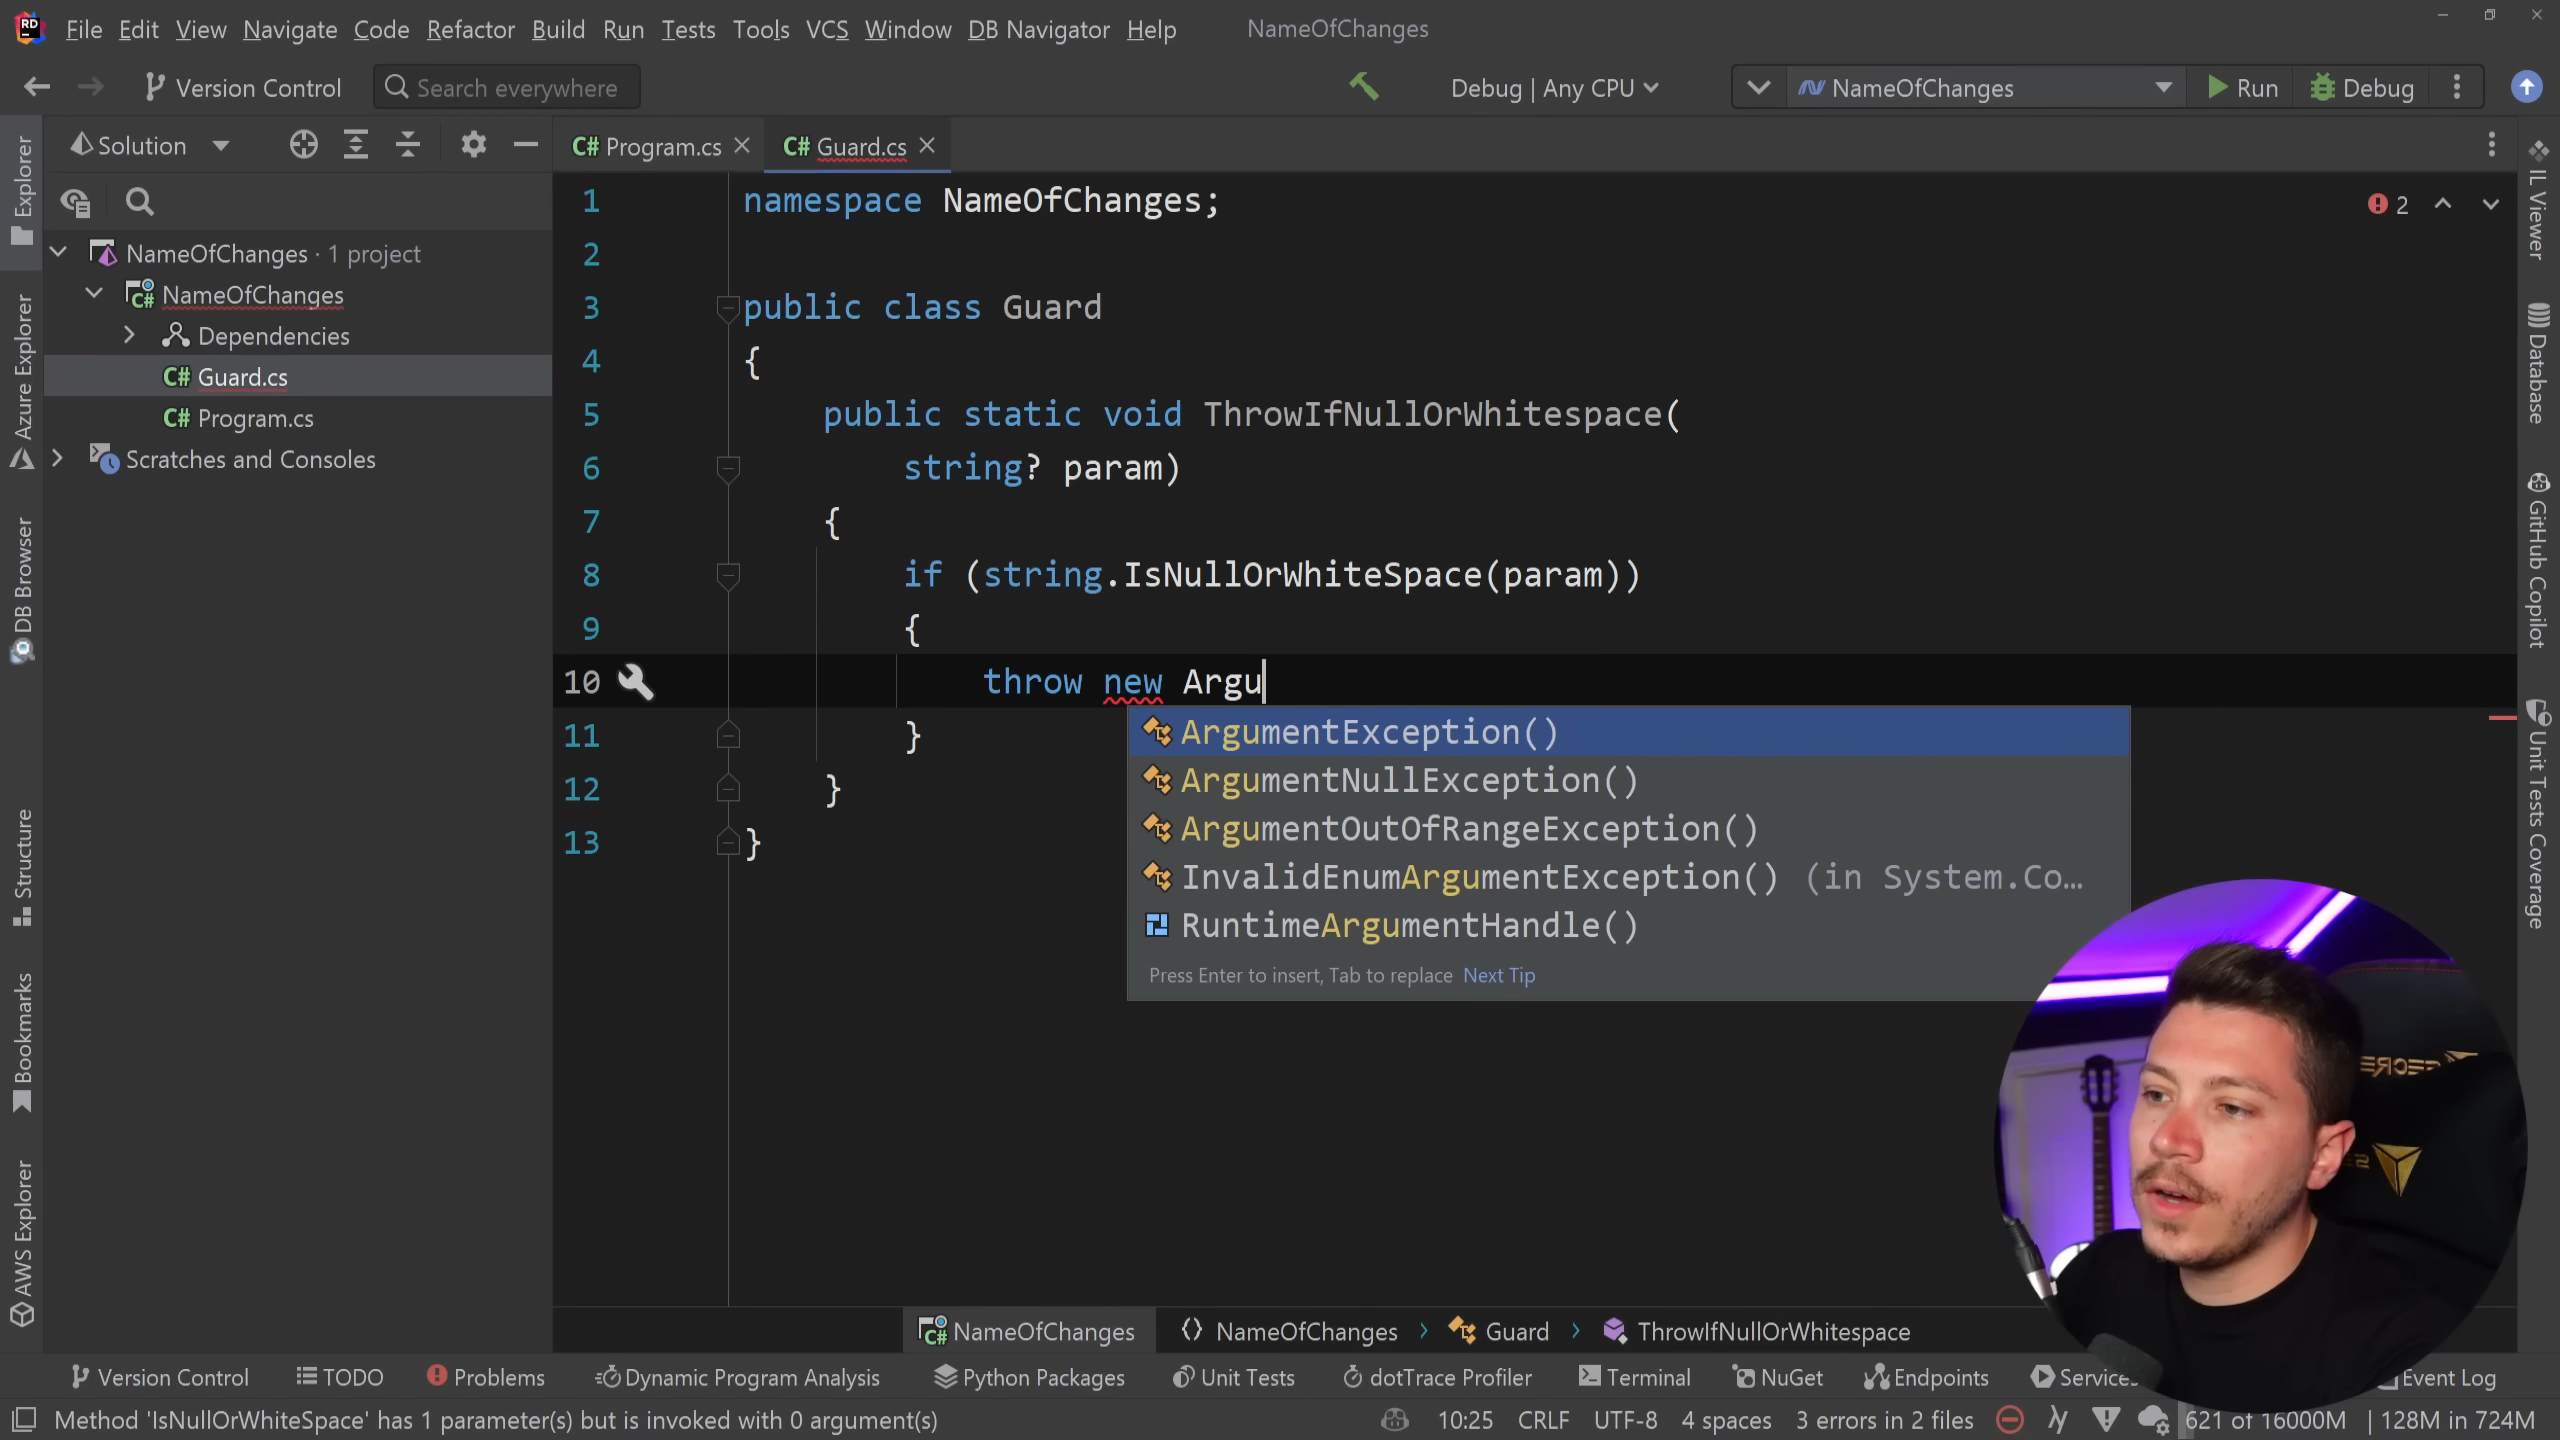 File Edit View Navigate Code Refactor Build Run Tests Tools VCS Window DB Navigator Help NameOfChanges
Version Control Search everywhere Debug | Any CPU NameOfChanges Run Debug
Solution
C# Program.cs C# Guard.cs
NameOfChanges · 1 project
C# NameOfChanges
Dependencies
C# Guard.cs
C# Program.cs
Scratches and Consoles
Explorer
Azure Explorer
DB Browser
Structure
Bookmarks
AWS Explorer
1 namespace NameOfChanges;
2
3 public class Guard
4 {
5 public static void ThrowIfNullOrWhitespace(
6 string? param)
7 {
8 if (string.IsNullOrWhiteSpace(param))
9 {
10 throw new Argu
11 }
12 }
13 }
2
ArgumentException()
ArgumentNullException()
ArgumentOutOfRangeException()
InvalidEnumArgumentException() (in System.Co…
RuntimeArgumentHandle()
Press Enter to insert, Tab to replace Next Tip
IL Viewer
Database
GitHub Copilot
Unit Tests Coverage
C# NameOfChanges NameOfChanges Guard ThrowIfNullOrWhitespace
Version Control TODO Problems Dynamic Program Analysis Python Packages Unit Tests dotTrace Profiler Terminal NuGet Endpoints Services Event Log
Method 'IsNullOrWhiteSpace' has 1 parameter(s) but is invoked with 0 argument(s) 10:25 CRLF UTF-8 4 spaces 3 errors in 2 files 621 of 16000M 128M in 724M